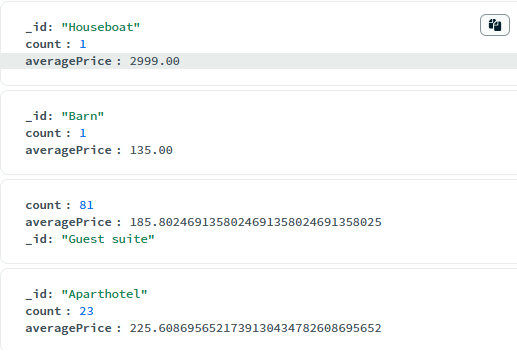 _id: "Houseboat"
count : 1
averagePrice : 2999.00
_id: "Barn"
count : 1
averagePrice : 135.00
count : 81
averagePrice : 185.8024691358024691358024691358025
_id: "Guest suite"
_id: "Aparthotel"
count : 23
averagePrice : 225.6086956521739130434782608695652